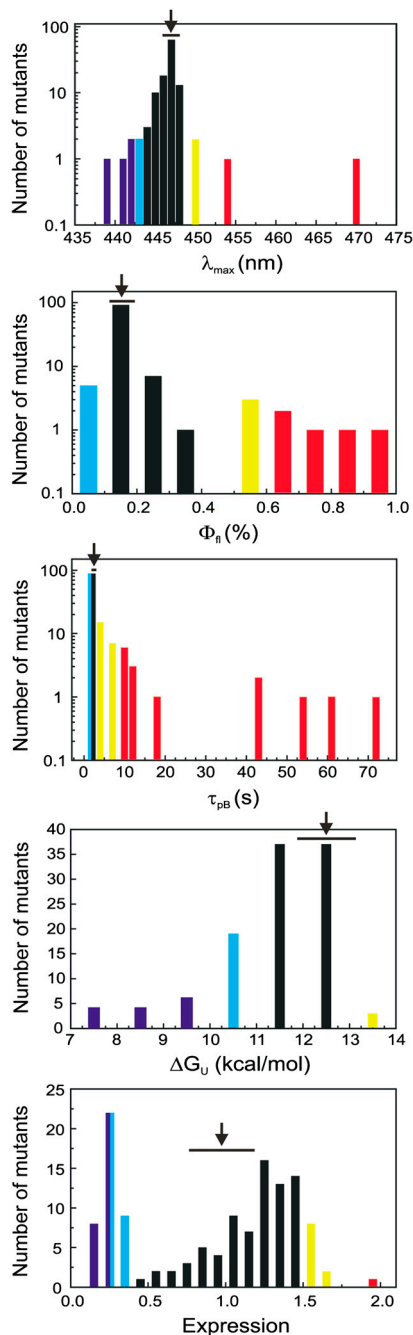 Number of mutants
100
10
1
0.1
435 440 445 450 455 460 465 470 475
λmax (nm)
Number of mutants
100
10
1
0.1
0.0 0.2 0.4 0.6 0.8 1.0
Φfl (%)
Number of mutants
100
10
1
0.1
0 10 20 30 40 50 60 70
τpB (s)
Number of mutants
40
35
30
25
20
15
10
5
0
7 8 9 10 11 12 13 14
ΔGU (kcal/mol)
Number of mutants
25
20
15
10
5
0
0.0 0.5 1.0 1.5 2.0
Expression